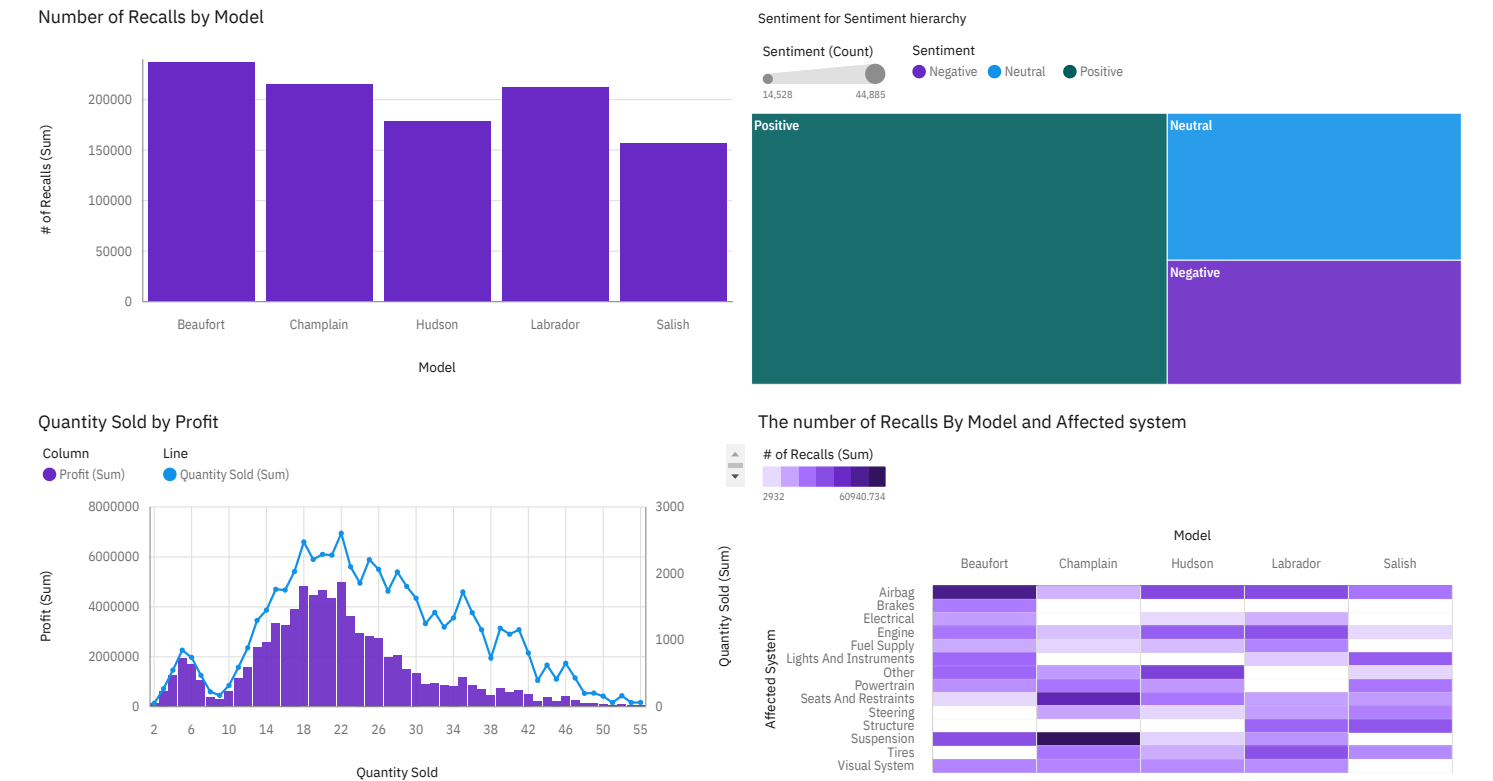 Number of Recalls by Model
# of Recalls (Sum)
200000
150000
100000
50000
0
Beaufort Champlain Hudson Labrador Salish
Model
Sentiment for Sentiment hierarchy
Sentiment (Count) Sentiment
Negative Neutral Positive
14,528 44,885
Positive Neutral
Negative
Quantity Sold by Profit
Column Line
Profit (Sum) Quantity Sold (Sum)
Profit (Sum)
8000000
6000000
4000000
2000000
0
3000
2000
1000
0
Quantity Sold (Sum)
2 6 10 14 18 22 26 30 34 38 42 46 50 55
Quantity Sold
The number of Recalls By Model and Affected system
# of Recalls (Sum)
2932 60940.734
Model
Beaufort Champlain Hudson Labrador Salish
Affected System
Airbag
Brakes
Electrical
Engine
Fuel Supply
Lights And Instruments
Other
Powertrain
Seats And Restraints
Steering
Structure
Suspension
Tires
Visual System